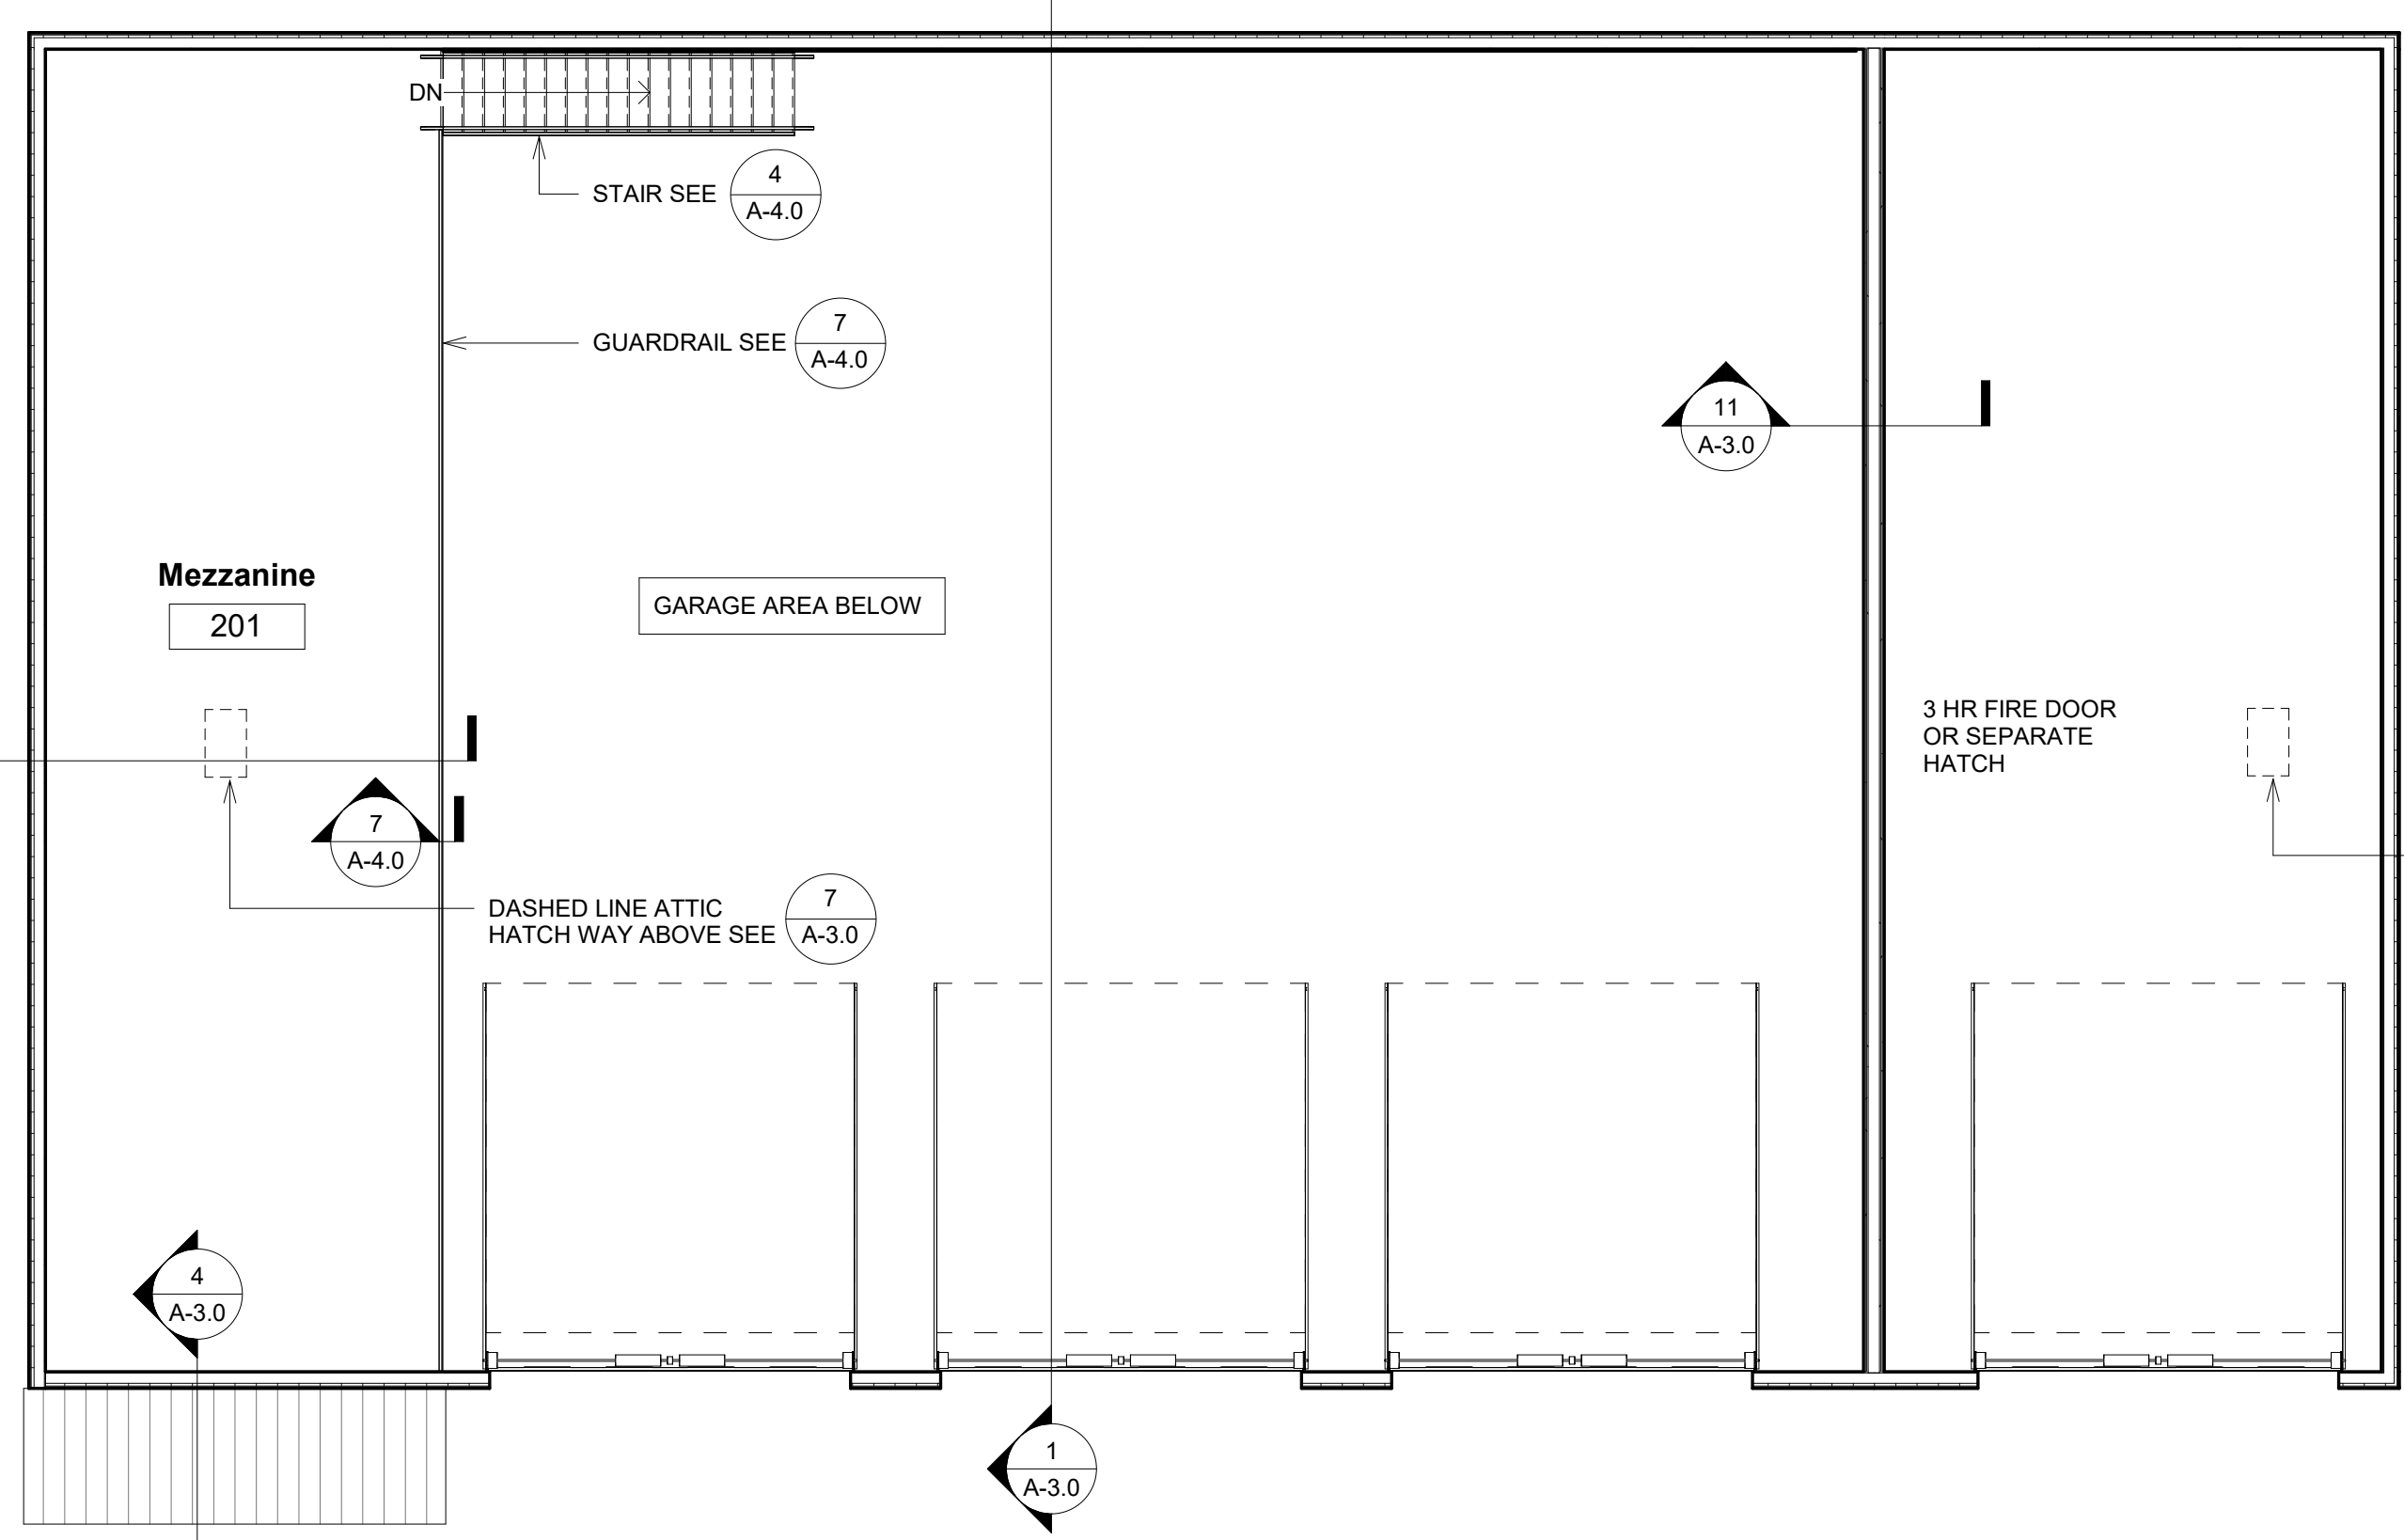 DN
STAIR SEE
4
A-4.0
GUARDRAIL SEE
7
A-4.0
11
A-3.0
Mezzanine
201
GARAGE AREA BELOW
3 HR FIRE DOOR
OR SEPARATE
HATCH
7
A-4.0
DASHED LINE ATTIC
HATCH WAY ABOVE SEE
7
A-3.0
4
A-3.0
1
A-3.0